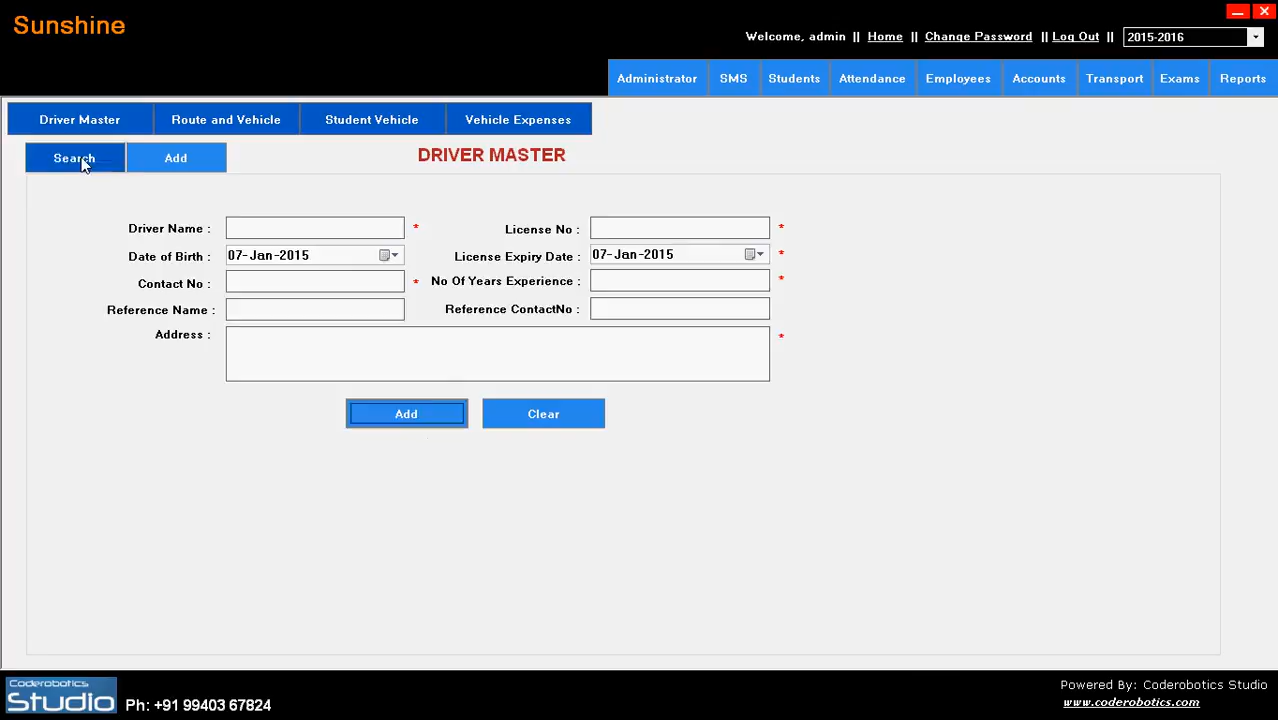 Sunshine
Welcome, admin || Home || Change Password || Log Out || 2015-2016
Administrator SMS Students Attendance Employees Accounts Transport Exams Reports
Driver Master Route and Vehicle Student Vehicle Vehicle Expenses
Search Add DRIVER MASTER
Driver Name : * License No : *
Date of Birth : 07-Jan-2015 License Expiry Date : 07-Jan-2015 *
Contact No : * No Of Years Experience : *
Reference Name : Reference ContactNo :
Address : *
Add Clear
Coderobotics Studio Ph: +91 99403 67824
Powered By: Coderobotics Studio
www.coderobotics.com